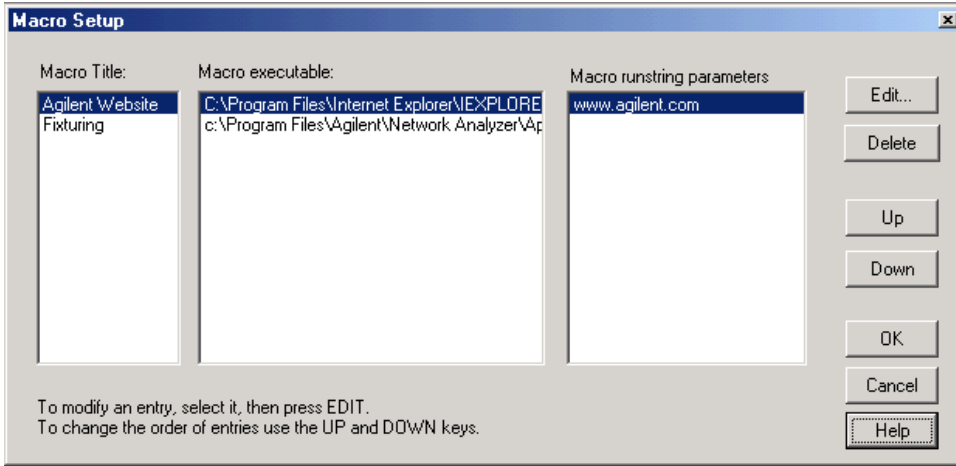 Macro Setup
Macro Title:
Macro executable:
Macro runstring parameters
Agilent Website
C:\Program Files\Internet Explorer\IEXPLORE
www.agilent.com
Fixturing
c:\Program Files\Agilent\Network Analyzer\Ap
Edit...
Delete
Up
Down
OK
Cancel
Help
To modify an entry, select it, then press EDIT.
To change the order of entries use the UP and DOWN keys.